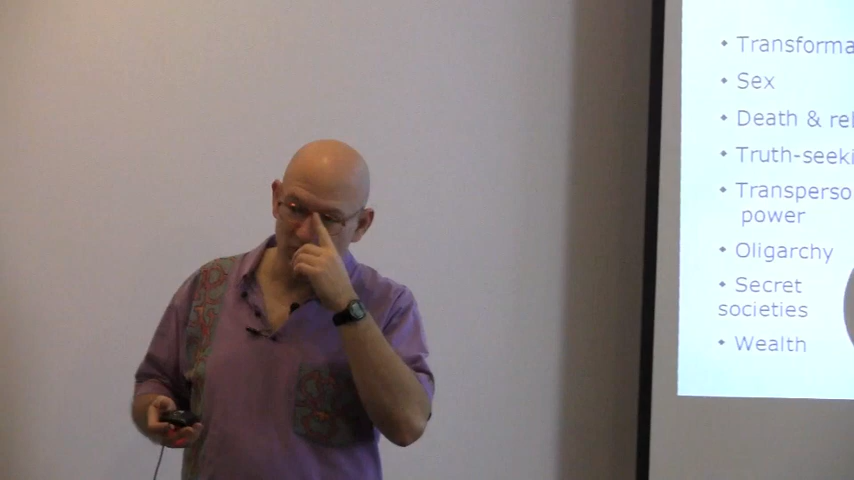 • Transforma
• Sex
• Death & rel
• Truth-seeki
• Transperso
power
• Oligarchy
• Secret
societies
• Wealth